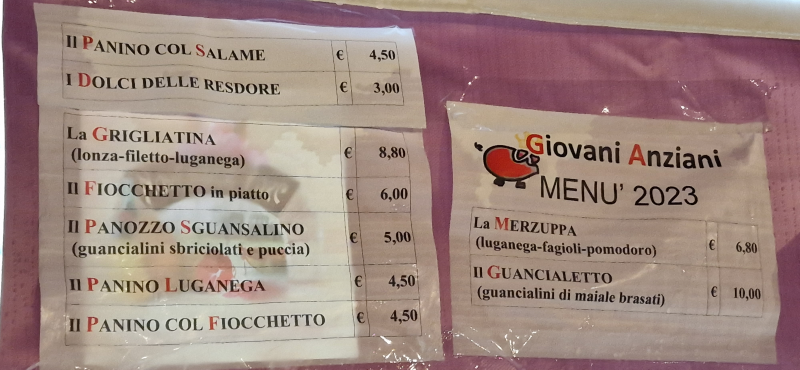 Il PANINO COL SALAME € 4,50
I DOLCI DELLE RESDORE € 3,00
La GRIGLIATINA
(lonza-filetto-luganega) € 8,80
Il FIOCCHETTO in piatto € 6,00
Il PANOZZO SGUANSALINO
(guancialini sbriciolati e puccia) € 5,00
Il PANINO LUGANEGA € 4,50
Il PANINO COL FIOCCHETTO € 4,50
Giovani Anziani
MENU' 2023
La MERZUPPA
(luganega-fagioli-pomodoro) € 6,80
Il GUANCIALETTO
(guancialini di maiale brasati) € 10,00